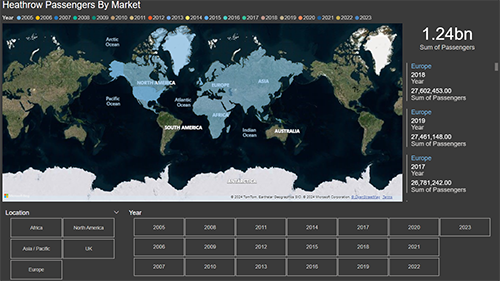 Heathrow Passengers By Market
Year 2005 2006 2007 2008 2009 2010 2011 2012 2013 2014 2015 2016 2017 2018 2019 2020 2021 2022 2023
Arctic
Ocean
NORTH AMERICA
EUROPE
ASIA
Pacific
Ocean
Atlantic
Ocean
AFRICA
SOUTH AMERICA
Indian
Ocean
AUSTRALIA
ANTARCTICA
© 2024 TomTom, Earthstar Geographics SIO, © 2024 Microsoft Corporation, © OpenStreetMap Terms
1.24bn
Sum of Passengers
Europe
2018
Year
27,602,453.00
Sum of Passengers
Europe
2019
Year
27,461,148.00
Sum of Passengers
Europe
2017
Year
26,781,242.00
Sum of Passengers
Location
Africa North America
Asia / Pacific UK
Europe
Year
2005 2008 2011 2014 2017 2020 2023
2006 2009 2012 2015 2018 2021
2007 2010 2013 2016 2019 2022